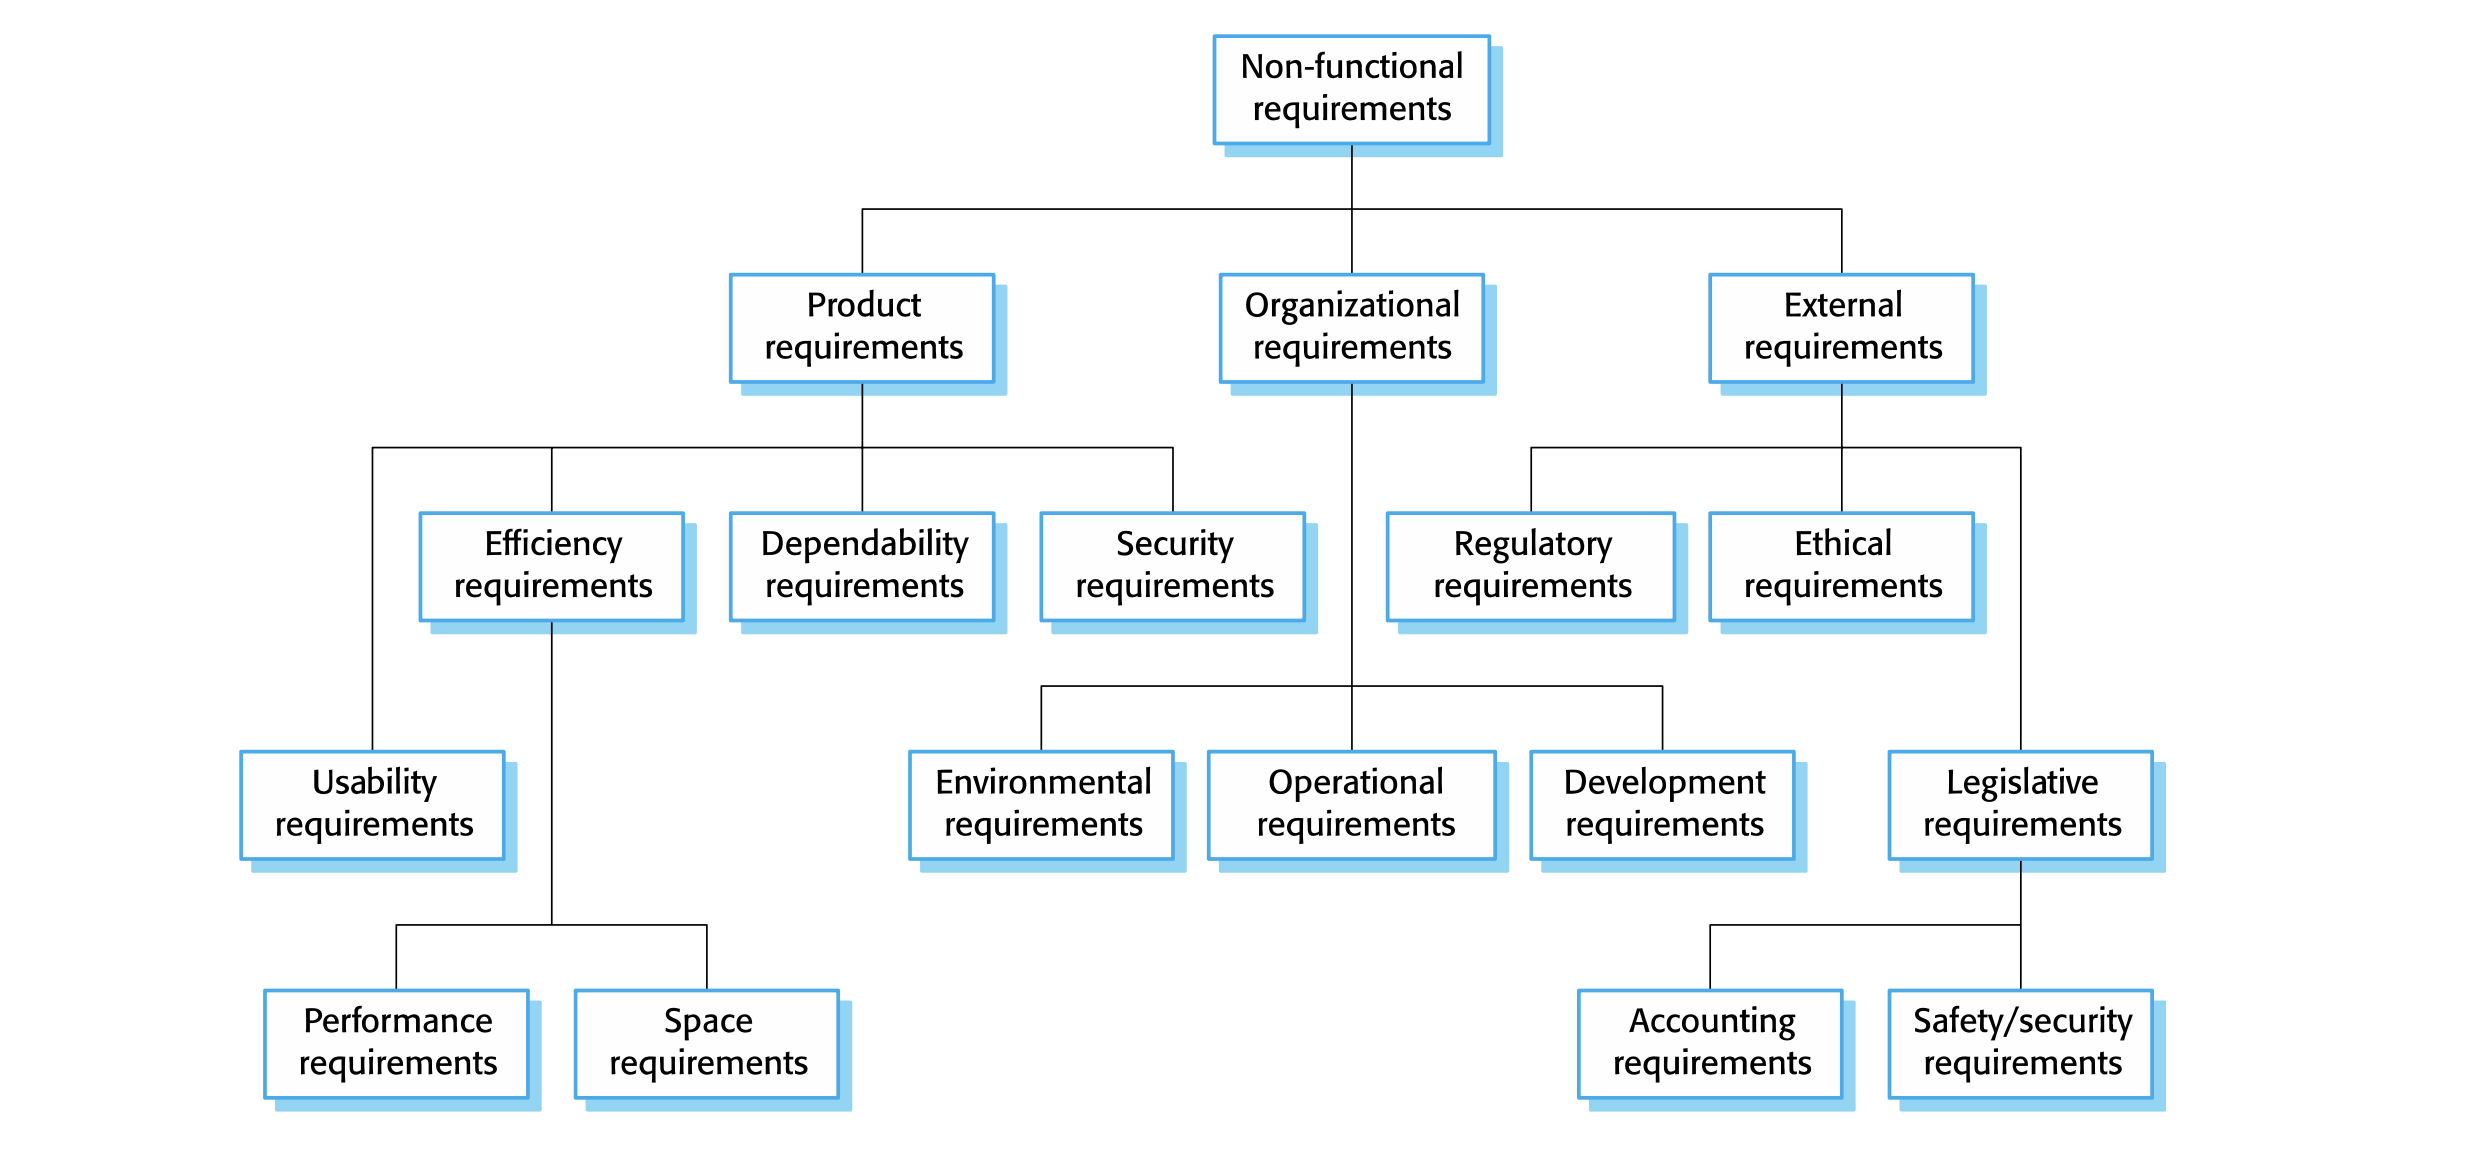 Non-functional
requirements
Product
requirements
Organizational
requirements
External
requirements
Efficiency
requirements
Dependability
requirements
Security
requirements
Regulatory
requirements
Ethical
requirements
Usability
requirements
Environmental
requirements
Operational
requirements
Development
requirements
Legislative
requirements
Performance
requirements
Space
requirements
Accounting
requirements
Safety/security
requirements